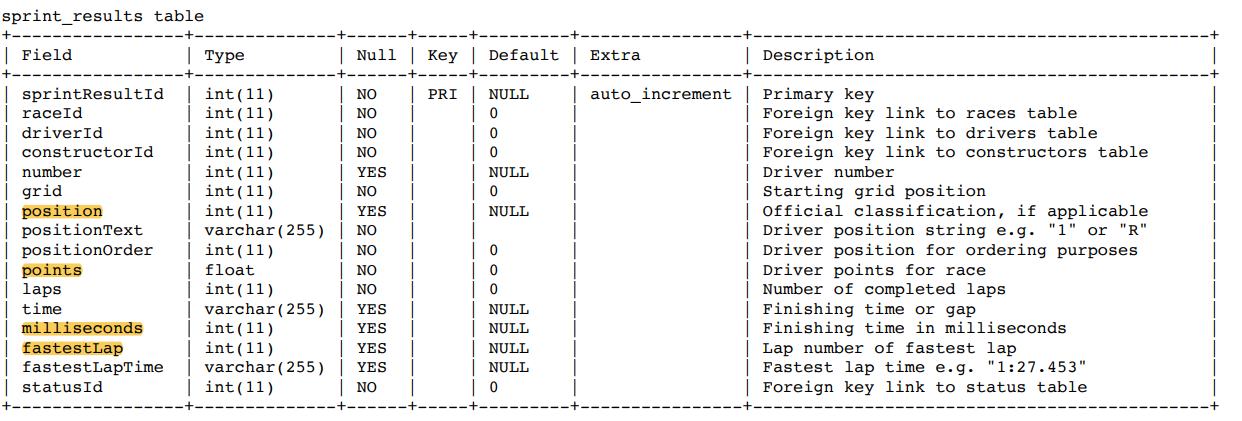 sprint_results table
+-----------------+--------------+------+-----+---------+----------------+---------------------------------------------+
| Field           | Type         | Null | Key | Default | Extra          | Description                                 |
+-----------------+--------------+------+-----+---------+----------------+---------------------------------------------+
| sprintResultId  | int(11)      | NO   | PRI | NULL    | auto_increment | Primary key                                 |
| raceId          | int(11)      | NO   |     | 0       |                | Foreign key link to races table             |
| driverId        | int(11)      | NO   |     | 0       |                | Foreign key link to drivers table           |
| constructorId   | int(11)      | NO   |     | 0       |                | Foreign key link to constructors table      |
| number          | int(11)      | YES  |     | NULL    |                | Driver number                               |
| grid            | int(11)      | NO   |     | 0       |                | Starting grid position                      |
| position        | int(11)      | YES  |     | NULL    |                | Official classification, if applicable      |
| positionText    | varchar(255) | NO   |     |         |                | Driver position string e.g. "1" or "R"      |
| positionOrder   | int(11)      | NO   |     | 0       |                | Driver position for ordering purposes       |
| points          | float        | NO   |     | 0       |                | Driver points for race                      |
| laps            | int(11)      | NO   |     | 0       |                | Number of completed laps                    |
| time            | varchar(255) | YES  |     | NULL    |                | Finishing time or gap                       |
| milliseconds    | int(11)      | YES  |     | NULL    |                | Finishing time in milliseconds              |
| fastestLap      | int(11)      | YES  |     | NULL    |                | Lap number of fastest lap                   |
| fastestLapTime  | varchar(255) | YES  |     | NULL    |                | Fastest lap time e.g. "1:27.453"            |
| statusId        | int(11)      | NO   |     | 0       |                | Foreign key link to status table            |
+-----------------+--------------+------+-----+---------+----------------+---------------------------------------------+